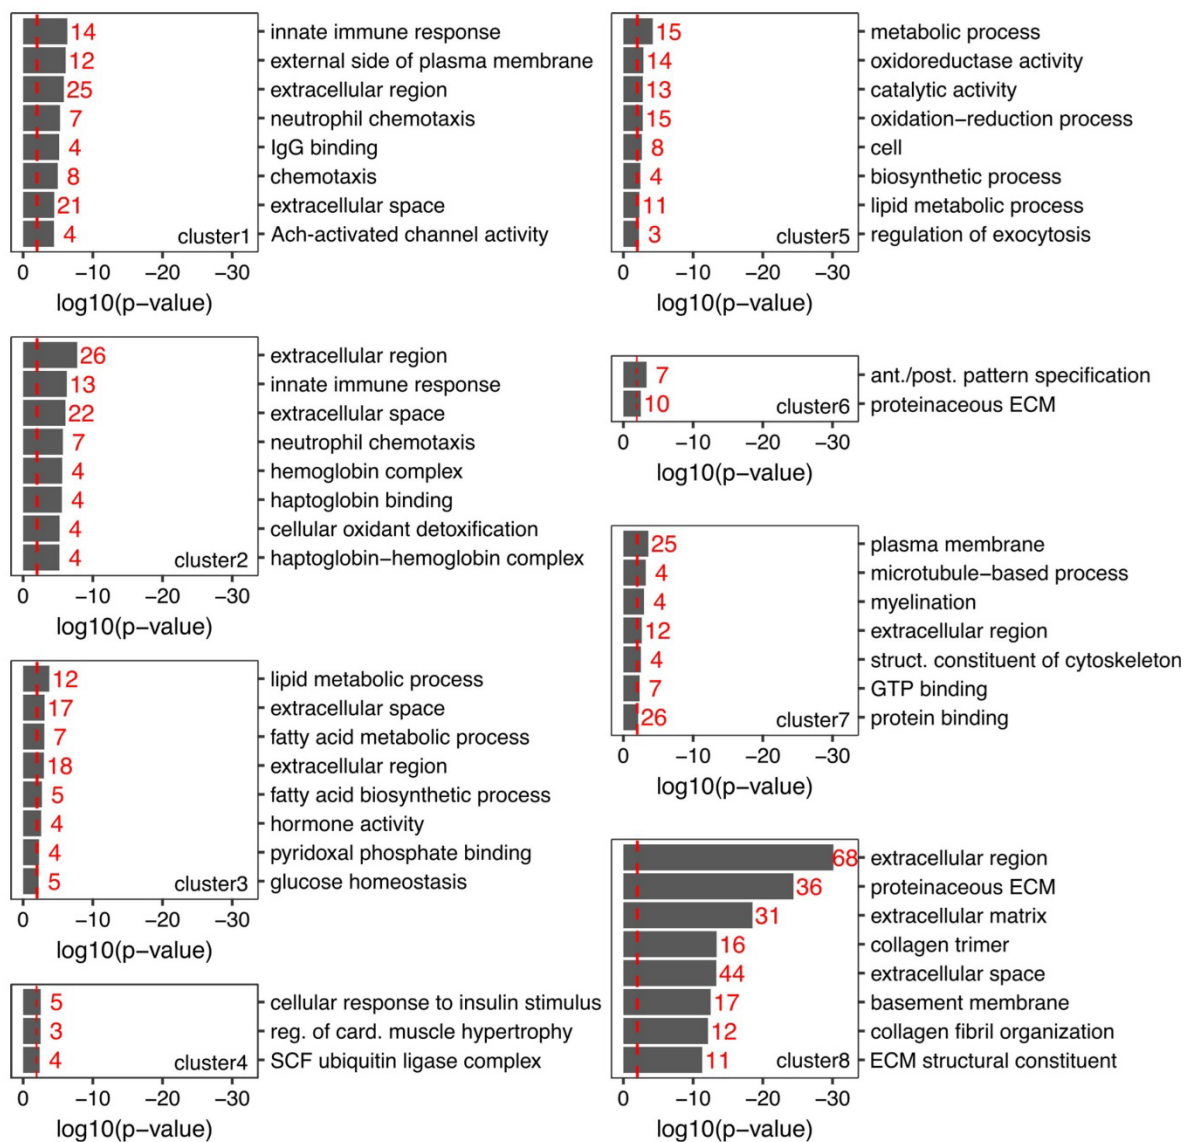 14 innate immune response
12 external side of plasma membrane
25 extracellular region
7 neutrophil chemotaxis
4 IgG binding
8 chemotaxis
21 extracellular space
4 cluster1 Ach-activated channel activity
0 −10 −20 −30
log10(p−value)
26 extracellular region
13 innate immune response
22 extracellular space
7 neutrophil chemotaxis
4 hemoglobin complex
4 haptoglobin binding
4 cellular oxidant detoxification
4 cluster2 haptoglobin−hemoglobin complex
0 −10 −20 −30
log10(p−value)
12 lipid metabolic process
17 extracellular space
7 fatty acid metabolic process
18 extracellular region
5 fatty acid biosynthetic process
4 hormone activity
4 pyridoxal phosphate binding
5 cluster3 glucose homeostasis
0 −10 −20 −30
log10(p−value)
5 cellular response to insulin stimulus
3 reg. of card. muscle hypertrophy
4 cluster4 SCF ubiquitin ligase complex
0 −10 −20 −30
log10(p−value)
15 metabolic process
14 oxidoreductase activity
13 catalytic activity
15 oxidation−reduction process
8 cell
4 biosynthetic process
11 lipid metabolic process
3 cluster5 regulation of exocytosis
0 −10 −20 −30
log10(p−value)
7 ant./post. pattern specification
10 cluster6 proteinaceous ECM
0 −10 −20 −30
log10(p−value)
25 plasma membrane
4 microtubule−based process
4 myelination
12 extracellular region
4 struct. constituent of cytoskeleton
7 GTP binding
26 cluster7 protein binding
0 −10 −20 −30
log10(p−value)
68 extracellular region
36 proteinaceous ECM
31 extracellular matrix
16 collagen trimer
44 extracellular space
17 basement membrane
12 collagen fibril organization
11 cluster8 ECM structural constituent
0 −10 −20 −30
log10(p−value)